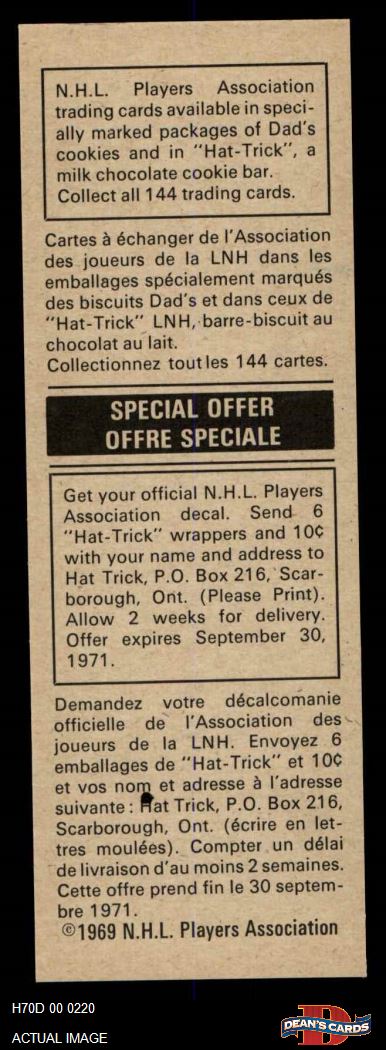 N.H.L. Players Association
trading cards available in speci-
ally marked packages of Dad's
cookies and in "Hat-Trick", a
milk chocolate cookie bar.
Collect all 144 trading cards.
Cartes à échanger de l'Association
des joueurs de la LNH dans les
emballages spécialement marqués
des biscuits Dad's et dans ceux de
"Hat-Trick" LNH, barre-biscuit au
chocolat au lait.
Collectionnez toutles 144 cartes.
SPECIAL OFFER
OFFRE SPECIALE
Get your official N.H.L. Players
Association decal. Send 6
"Hat-Trick" wrappers and 10¢
with your name and address to
Hat Trick, P.O. Box 216, Scar-
borough, Ont. (Please Print).
Allow 2 weeks for delivery.
Offer expires September 30,
1971.
Demandez votre décalcomanie
officielle de l'Association des
joueurs de la LNH. Envoyez 6
emballages de "Hat-Trick" et 10¢
et vos nom et adresse à l'adresse
suivante: Hat Trick, P.O. Box 216,
Scarborough, Ont. (écrire en let-
tres moulées). Compter un délai
de livraison d'au moins 2 semaines.
Cette offre prend fin le 30 septem-
bre 1971.
©1969 N.H.L. Players Association
H70D 00 0220
ACTUAL IMAGE
D
DEAN'S CARDS